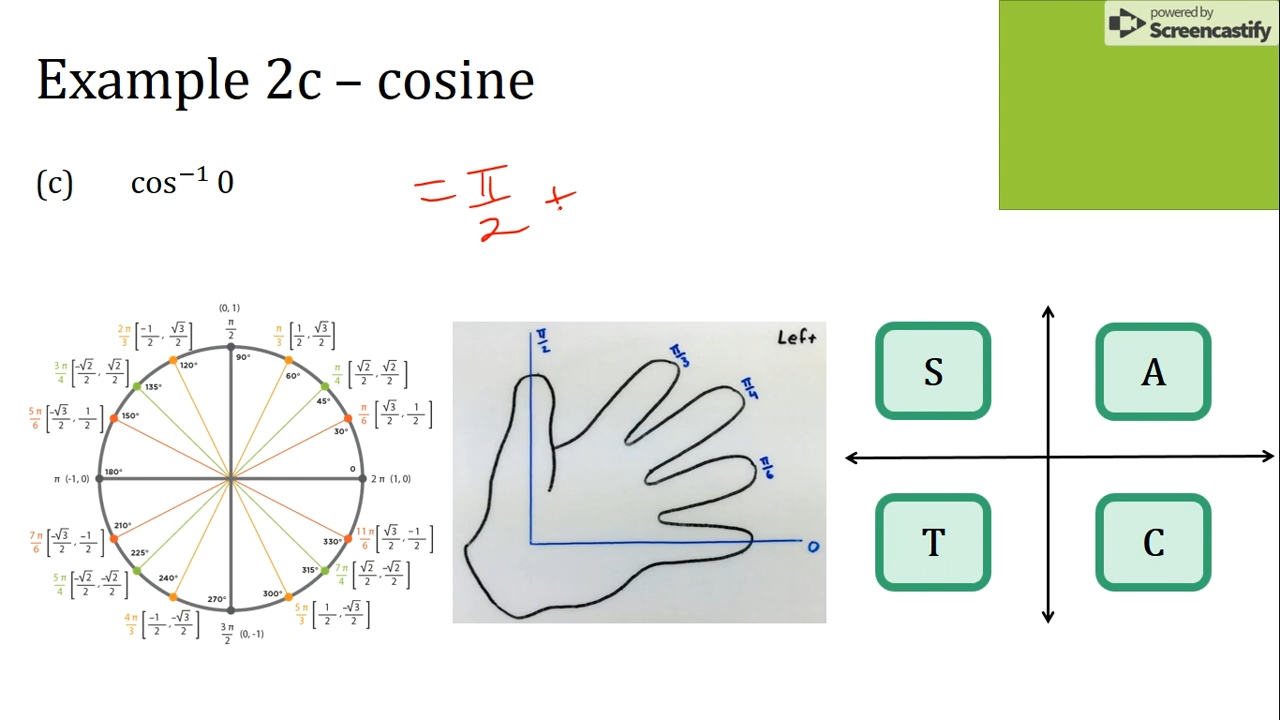 powered by
Screencastify
Example 2c – cosine
(c) cos⁻¹ 0 = π/2 +
(0, 1)
π/2
90°
π/3 [1/2, √3/2]
60°
π/4 [√2/2, √2/2]
45°
π/6 [√3/2, 1/2]
30°
0
2 π (1, 0)
2π/3 [-1/2, √3/2]
120°
3π/4 [-√2/2, √2/2]
135°
5π/6 [-√3/2, 1/2]
150°
π (-1, 0)
180°
7π/6 [-√3/2, -1/2]
210°
5π/4 [-√2/2, -√2/2]
225°
4π/3 [-1/2, -√3/2]
240°
270°
3π/2 (0, -1)
5π/3 [1/2, -√3/2]
300°
7π/4 [√2/2, -√2/2]
315°
11π/6 [√3/2, -1/2]
330°
Left
π/2
π/3
π/4
π/6
0
S A
T C